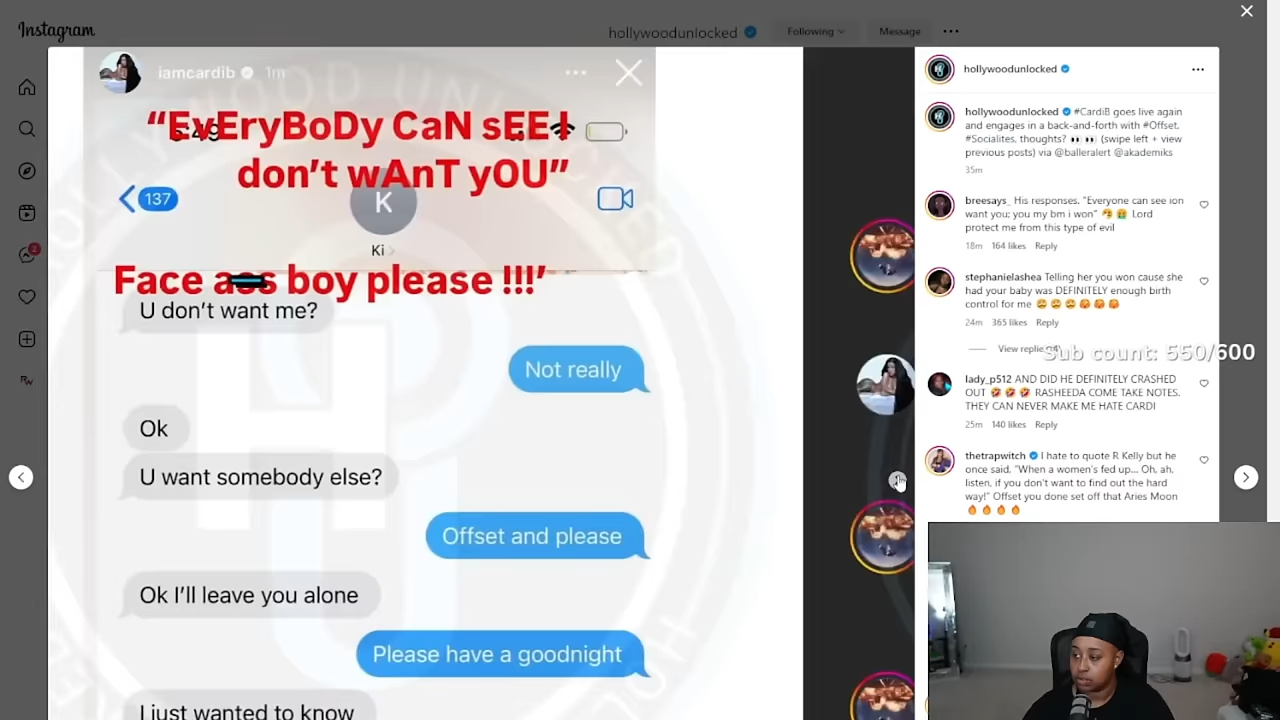 Instagram
hollywoodunlocked
Following
Message
iamcardib 1m
“EvEryBoDy CaN sEE I
don’t wAnT yOU”
137
K
Ki
Face ass boy please !!!’
U don’t want me?
Not really
Ok
U want somebody else?
Offset and please
Ok I’ll leave you alone
Please have a goodnight
I just wanted to know
hollywoodunlocked
hollywoodunlocked #CardiB goes live again
and engages in a back-and-forth with #Offset.
#Socialites, thoughts? 👀 👀 (swipe left + view
previous posts) via @balleralert @akademiks
35m
breesays_ His responses, “Everyone can see ion
want you; you my bm i won” 🤧 🤮 Lord
protect me from this type of evil
18m 164 likes Reply
stephanielashea Telling her you won cause she
had your baby was DEFINITELY enough birth
control for me 😩 😩 😩
24m 365 likes Reply
View replies
Sub count: 550/600
lady_p512 AND DID HE DEFINITELY CRASHED
OUT 🤣 🤣 🤣 RASHEEDA COME TAKE NOTES.
THEY CAN NEVER MAKE ME HATE CARDI
25m 140 likes Reply
thetrapwitch I hate to quote R Kelly but he
once said, “When a women’s fed up... Oh, ah,
listen, if you don’t want to find out the hard
way!” Offset you done set off that Aries Moon
🔥 🔥 🔥 🔥
2
RW